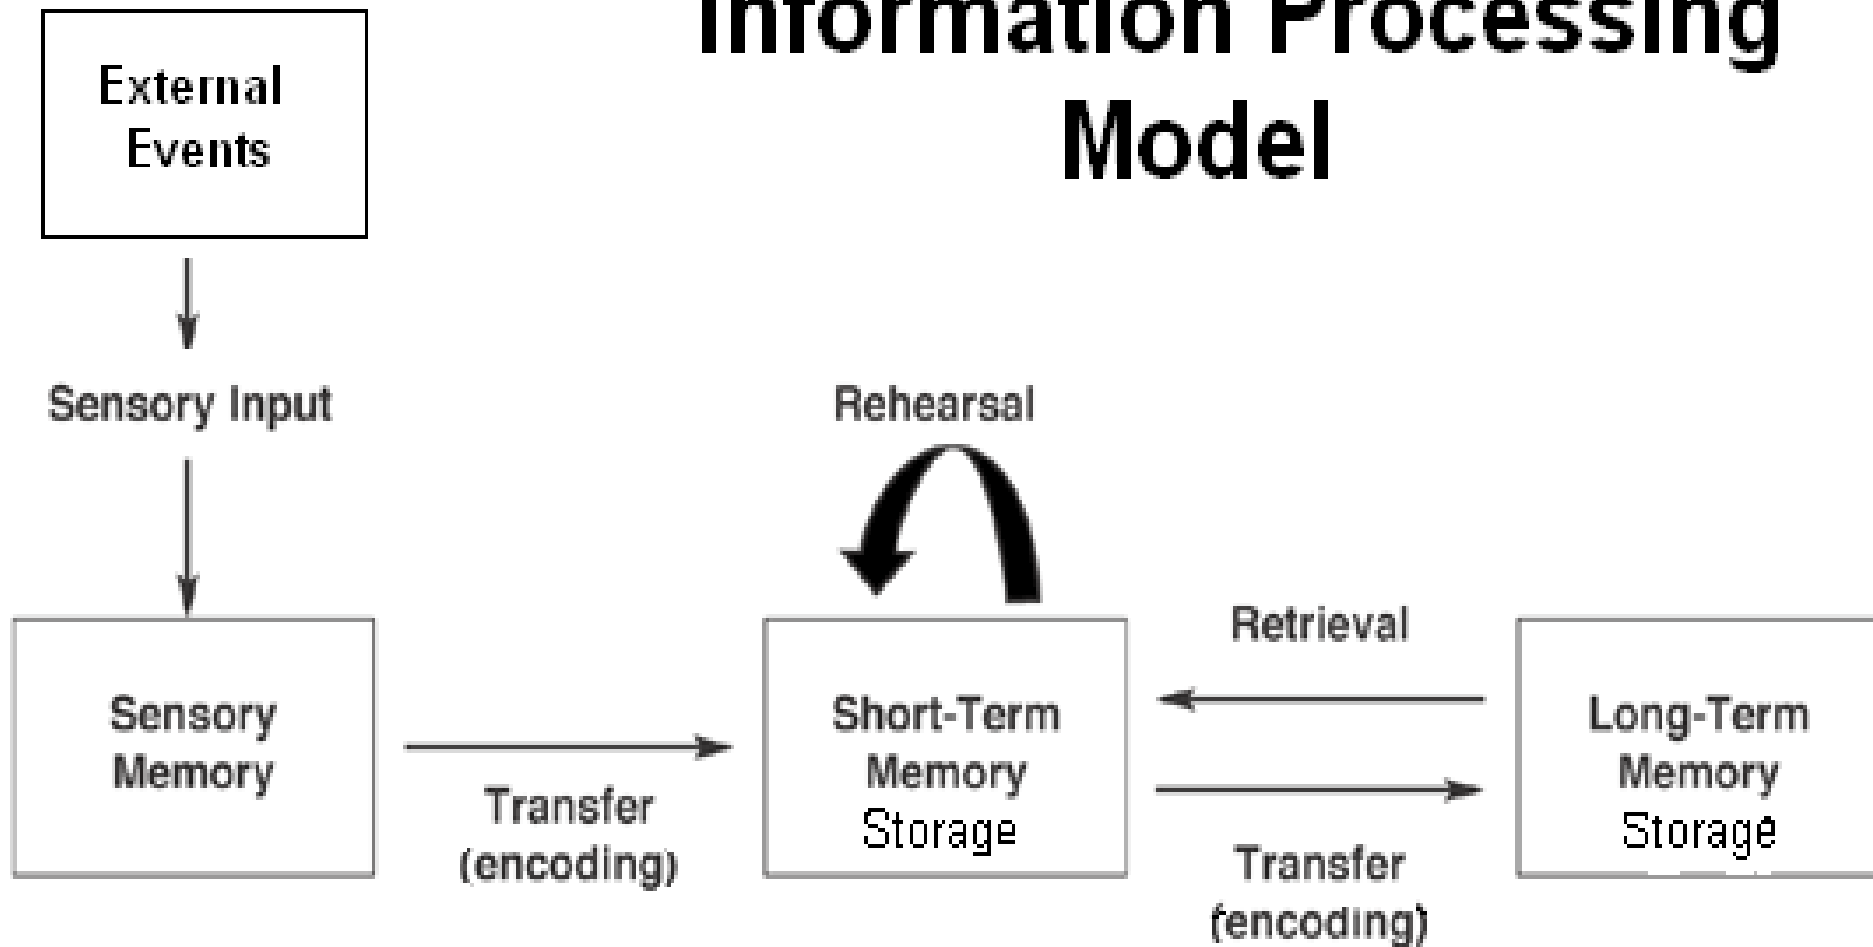 Information Processing
Model
External
Events
Sensory Input
Rehearsal
Retrieval
Sensory
Memory
Transfer
(encoding)
Short-Term
Memory
Storage
Transfer
(encoding)
Long-Term
Memory
Storage